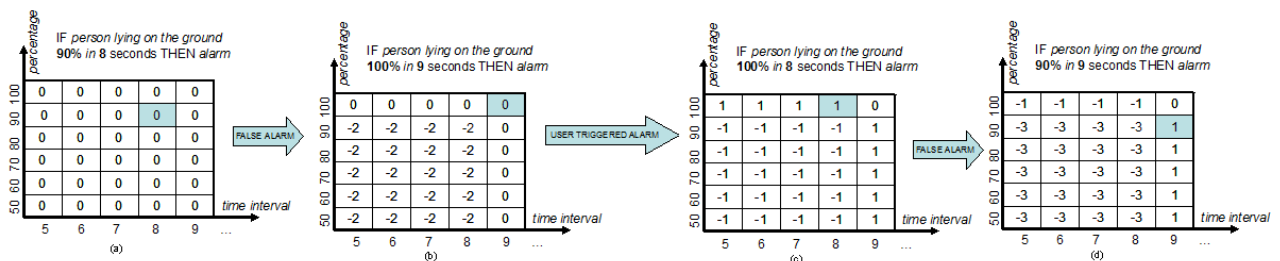 IF person lying on the ground
90% in 8 seconds THEN alarm
percentage
100 0 0 0 0 0
90 0 0 0 0 0
80 0 0 0 0 0
70 0 0 0 0 0
60 0 0 0 0 0
50 0 0 0 0 0
time interval
5 6 7 8 9 ...
(a)
FALSE ALARM
IF person lying on the ground
100% in 9 seconds THEN alarm
percentage
100 0 0 0 0 0
90 -2 -2 -2 -2 0
80 -2 -2 -2 -2 0
70 -2 -2 -2 -2 0
60 -2 -2 -2 -2 0
50 -2 -2 -2 -2 0
time interval
5 6 7 8 9 ...
(b)
USER TRIGGERED ALARM
IF person lying on the ground
100% in 8 seconds THEN alarm
percentage
100 1 1 1 1 0
90 -1 -1 -1 -1 1
80 -1 -1 -1 -1 1
70 -1 -1 -1 -1 1
60 -1 -1 -1 -1 1
50 -1 -1 -1 -1 1
time interval
5 6 7 8 9 ...
(c)
FALSE ALARM
IF person lying on the ground
90% in 9 seconds THEN alarm
percentage
100 -1 -1 -1 -1 0
90 -3 -3 -3 -3 1
80 -3 -3 -3 -3 1
70 -3 -3 -3 -3 1
60 -3 -3 -3 -3 1
50 -3 -3 -3 -3 1
time interval
5 6 7 8 9 ...
(d)